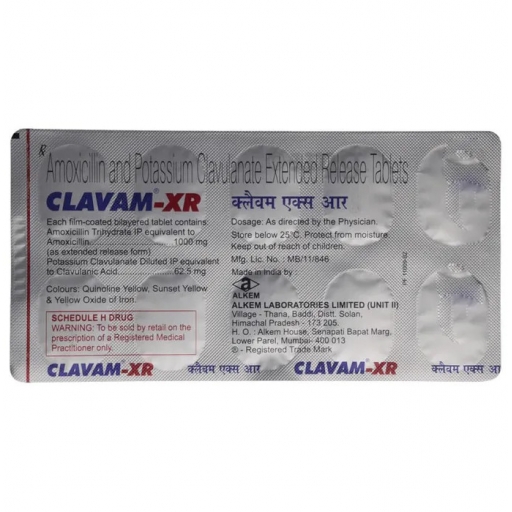 Rx
Amoxicillin and Potassium Clavulanate Extended Release Tablets
CLAVAM-XR
Each film-coated bilayered tablet contains:
Amoxicillin Trihydrate IP equivalent to
Amoxicillin.....................1000 mg
(as extended release form)
Potassium Clavulanate Diluted IP equivalent
to Clavulanic Acid.....................62.5 mg
Colours: Quinoline Yellow, Sunset Yellow
& Yellow Oxide of Iron.
SCHEDULE H DRUG
WARNING: To be sold by retail on the
prescription of a Registered Medical
Practitioner only.
क्लैवम एक्स आर
Dosage: As directed by the Physician.
Store below 25°C. Protect from moisture.
Keep out of reach of children.
Mfg. Lic. No. : MB/11/846
Made in India by :
a
ALKEM
ALKEM LABORATORIES LIMITED (UNIT II)
Village - Thana, Baddi, Distt. Solan,
Himachal Pradesh - 173 205.
H. O. : Alkem House, Senapati Bapat Marg,
Lower Parel, Mumbai- 400 013
® - Registered Trade Mark
CLAVAM-XR क्लैवम एक्स आर CLAVAM-XR क्लैवम एक्स